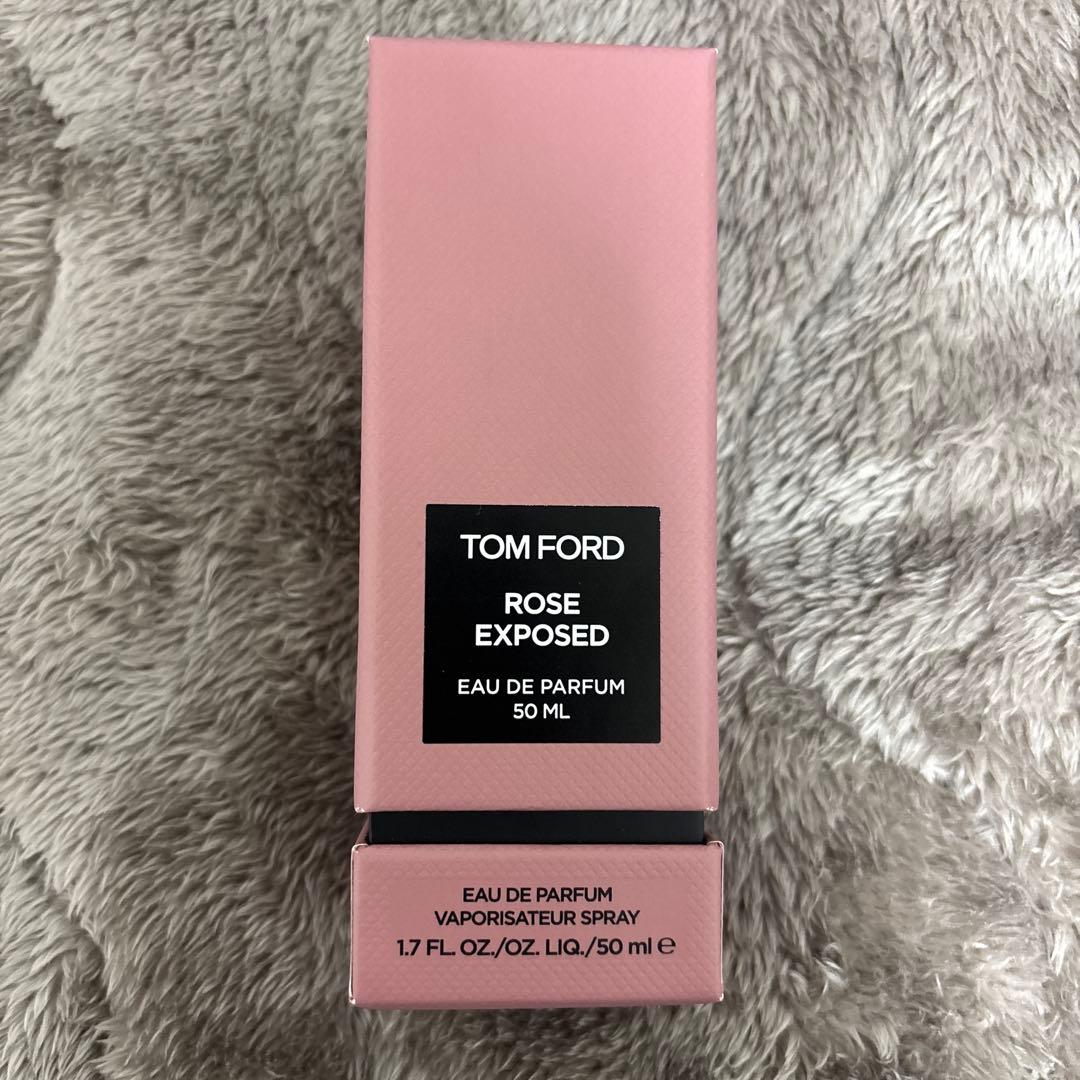 TOM FORD
ROSE
EXPOSED
EAU DE PARFUM
50 ML
EAU DE PARFUM
VAPORISATEUR SPRAY
1.7 FL. OZ./OZ. LIQ./50 ml ℮